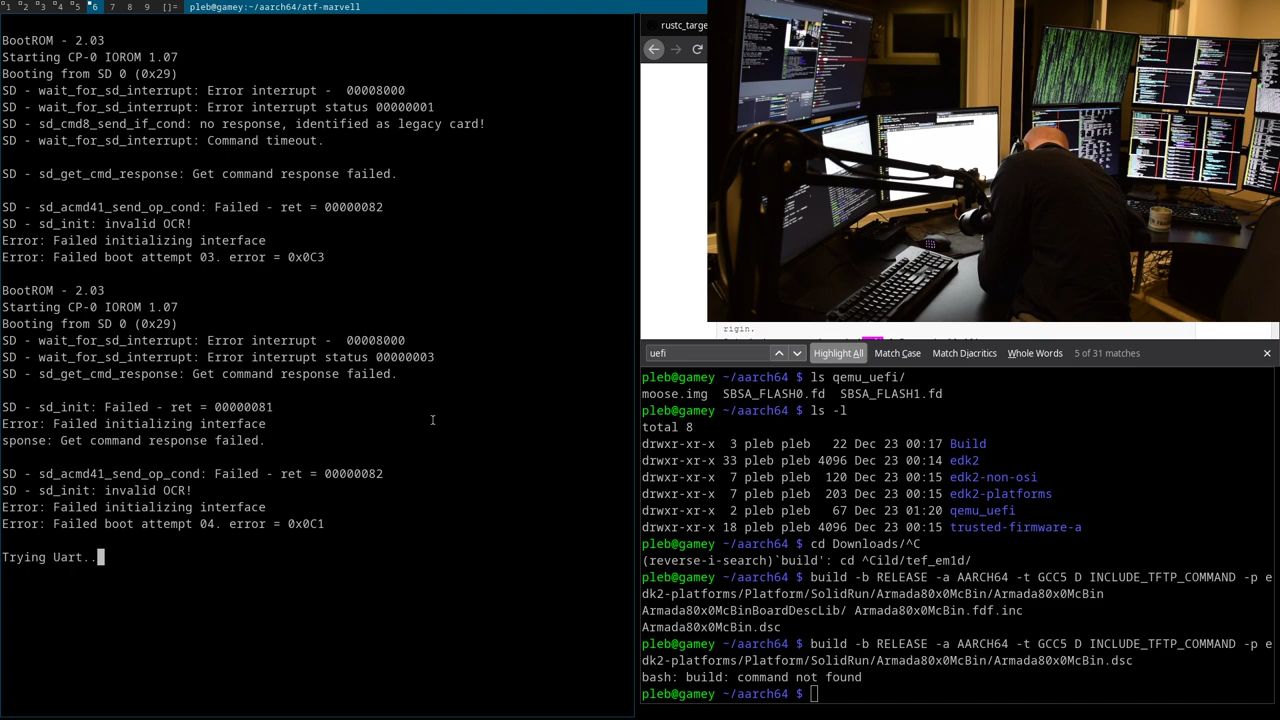 1 2 3 4 5 6 7 8 9 []= pleb@gamey:~/aarch64/atf-marvell
BootROM - 2.03
Starting CP-0 IOROM 1.07
Booting from SD 0 (0x29)
SD - wait_for_sd_interrupt: Error interrupt -  00008000
SD - wait_for_sd_interrupt: Error interrupt status 00000001
SD - sd_cmd8_send_if_cond: no response, identified as legacy card!
SD - wait_for_sd_interrupt: Command timeout.
SD - sd_get_cmd_response: Get command response failed.
SD - sd_acmd41_send_op_cond: Failed - ret = 00000082
SD - sd_init: invalid OCR!
Error: Failed initializing interface
Error: Failed boot attempt 03. error = 0x0C3
BootROM - 2.03
Starting CP-0 IOROM 1.07
Booting from SD 0 (0x29)
SD - wait_for_sd_interrupt: Error interrupt -  00008000
SD - wait_for_sd_interrupt: Error interrupt status 00000003
SD - sd_get_cmd_response: Get command response failed.
SD - sd_init: Failed - ret = 00000081
Error: Failed initializing interface
sponse: Get command response failed.
SD - sd_acmd41_send_op_cond: Failed - ret = 00000082
SD - sd_init: invalid OCR!
Error: Failed initializing interface
Error: Failed boot attempt 04. error = 0x0C1
Trying Uart..
rustc_targe
rigin.
uefi Highlight All Match Case Match Diacritics Whole Words 5 of 31 matches
pleb@gamey ~/aarch64 $ ls qemu_uefi/
moose.img  SBSA_FLASH0.fd  SBSA_FLASH1.fd
pleb@gamey ~/aarch64 $ ls -l
total 8
drwxr-xr-x  3 pleb pleb   22 Dec 23 00:17 Build
drwxr-xr-x 33 pleb pleb 4096 Dec 23 00:14 edk2
drwxr-xr-x  7 pleb pleb  120 Dec 23 00:15 edk2-non-osi
drwxr-xr-x  7 pleb pleb  203 Dec 23 00:15 edk2-platforms
drwxr-xr-x  2 pleb pleb   67 Dec 23 01:20 qemu_uefi
drwxr-xr-x 18 pleb pleb 4096 Dec 23 00:15 trusted-firmware-a
pleb@gamey ~/aarch64 $ cd Downloads/^C
(reverse-i-search)`build': cd ^Cild/tef_em1d/
pleb@gamey ~/aarch64 $ build -b RELEASE -a AARCH64 -t GCC5 D INCLUDE_TFTP_COMMAND -p e
dk2-platforms/Platform/SolidRun/Armada80x0McBin/Armada80x0McBin
Armada80x0McBinBoardDescLib/ Armada80x0McBin.fdf.inc
Armada80x0McBin.dsc
pleb@gamey ~/aarch64 $ build -b RELEASE -a AARCH64 -t GCC5 D INCLUDE_TFTP_COMMAND -p e
dk2-platforms/Platform/SolidRun/Armada80x0McBin/Armada80x0McBin.dsc
bash: build: command not found
pleb@gamey ~/aarch64 $